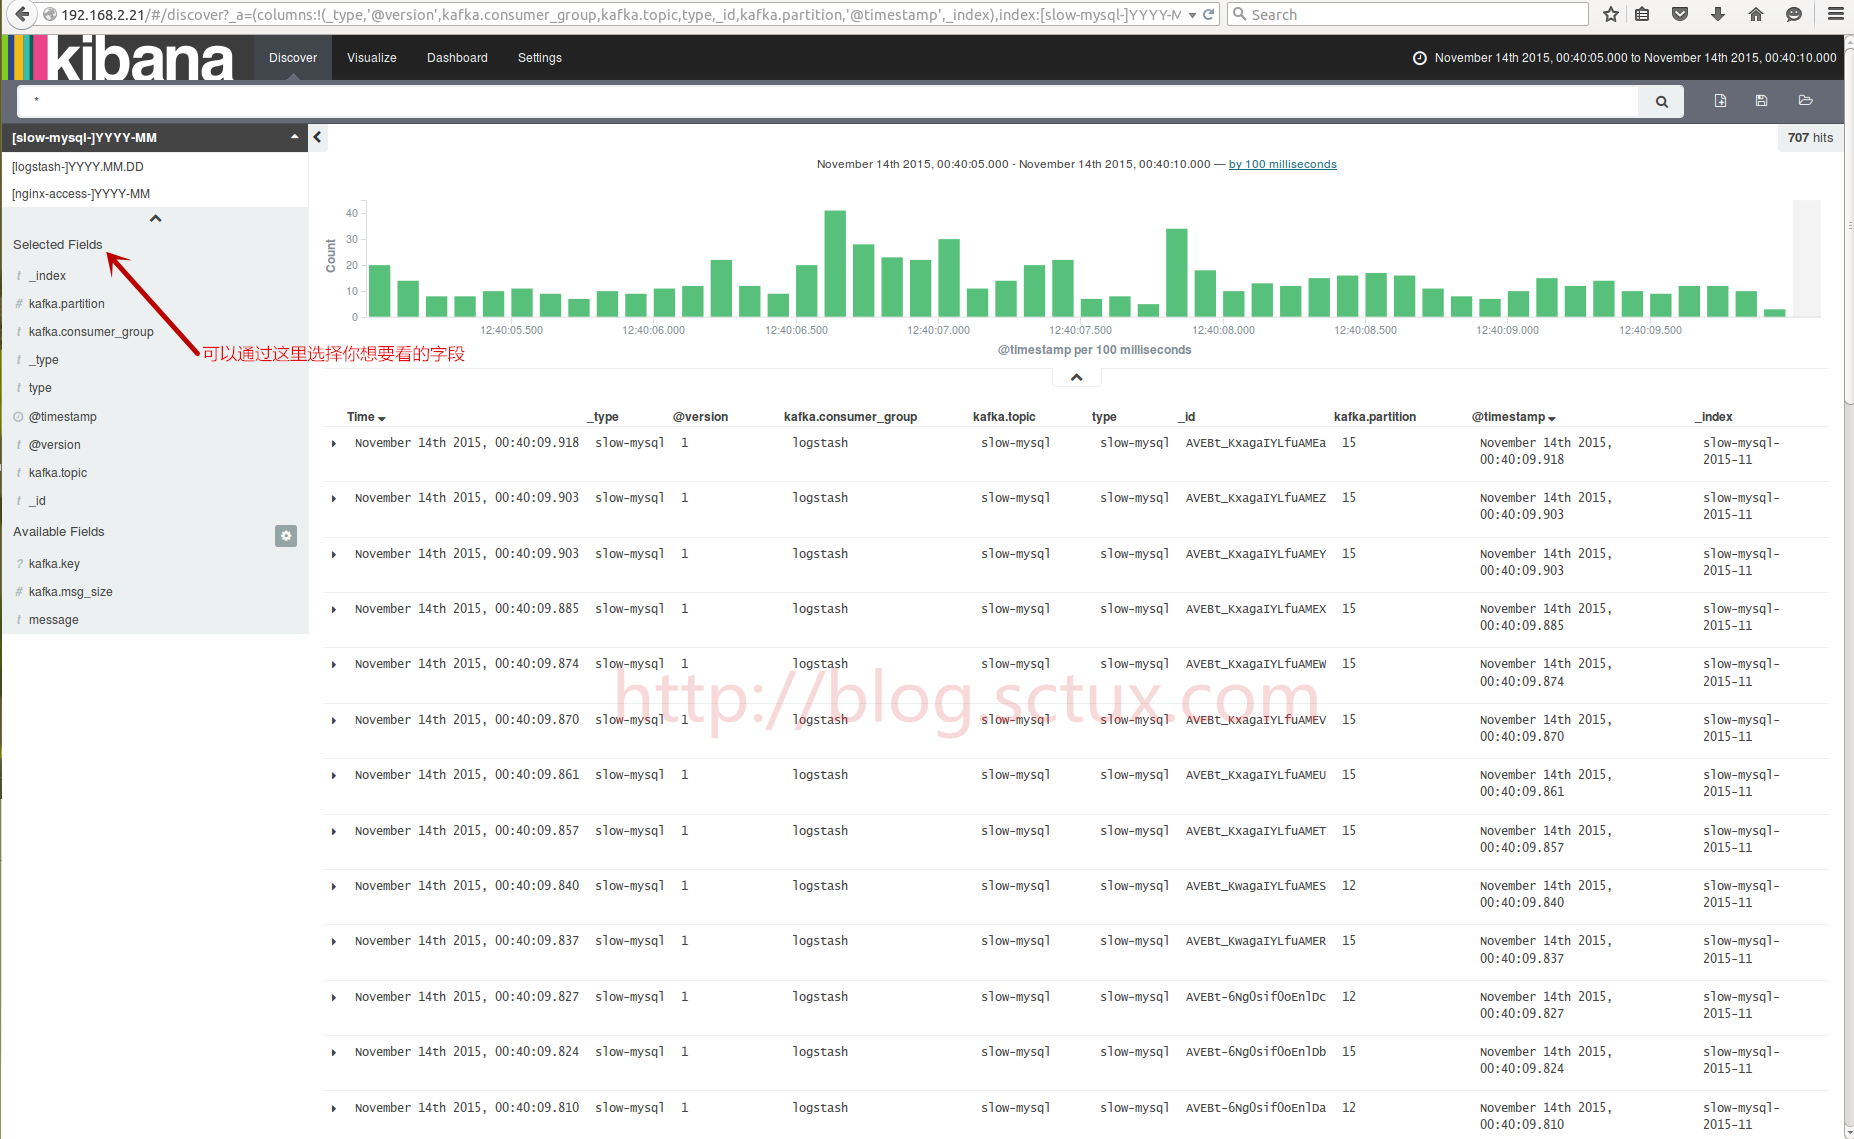 192.168.2.21/#/discover?_a=(columns:!(_type,'@version',kafka.consumer_group,kafka.topic,type,_id,kafka.partition,'@timestamp',_index),index:[slow-mysql-]YYYY-M
Search
kibana
Discover Visualize Dashboard Settings
November 14th 2015, 00:40:05.000 to November 14th 2015, 00:40:10.000
*
[slow-mysql-]YYYY-MM
[logstash-]YYYY.MM.DD
[nginx-access-]YYYY-MM
Selected Fields
t _index
# kafka.partition
t kafka.consumer_group
t _type
t type
@timestamp
t @version
t kafka.topic
t _id
Available Fields
? kafka.key
# kafka.msg_size
t message
可以通过这里选择你想要看的字段
707 hits
November 14th 2015, 00:40:05.000 - November 14th 2015, 00:40:10.000 — by 100 milliseconds
Count
40
30
20
10
0
12:40:05.500 12:40:06.000 12:40:06.500 12:40:07.000 12:40:07.500 12:40:08.000 12:40:08.500 12:40:09.000 12:40:09.500
@timestamp per 100 milliseconds
Time _type @version kafka.consumer_group kafka.topic type _id kafka.partition @timestamp _index
November 14th 2015, 00:40:09.918 slow-mysql 1 logstash slow-mysql slow-mysql AVEBt_KxagaIYLfuAMEa 15 November 14th 2015, slow-mysql-
00:40:09.918 2015-11
November 14th 2015, 00:40:09.903 slow-mysql 1 logstash slow-mysql slow-mysql AVEBt_KxagaIYLfuAMEZ 15 November 14th 2015, slow-mysql-
00:40:09.903 2015-11
November 14th 2015, 00:40:09.903 slow-mysql 1 logstash slow-mysql slow-mysql AVEBt_KxagaIYLfuAMEY 15 November 14th 2015, slow-mysql-
00:40:09.903 2015-11
November 14th 2015, 00:40:09.885 slow-mysql 1 logstash slow-mysql slow-mysql AVEBt_KxagaIYLfuAMEX 15 November 14th 2015, slow-mysql-
00:40:09.885 2015-11
November 14th 2015, 00:40:09.874 slow-mysql 1 logstash slow-mysql slow-mysql AVEBt_KxagaIYLfuAMEW 15 November 14th 2015, slow-mysql-
00:40:09.874 2015-11
http://blog.sctux.com
November 14th 2015, 00:40:09.870 slow-mysql 1 logstash slow-mysql slow-mysql AVEBt_KxagaIYLfuAMEV 15 November 14th 2015, slow-mysql-
00:40:09.870 2015-11
November 14th 2015, 00:40:09.861 slow-mysql 1 logstash slow-mysql slow-mysql AVEBt_KxagaIYLfuAMEU 15 November 14th 2015, slow-mysql-
00:40:09.861 2015-11
November 14th 2015, 00:40:09.857 slow-mysql 1 logstash slow-mysql slow-mysql AVEBt_KxagaIYLfuAMET 15 November 14th 2015, slow-mysql-
00:40:09.857 2015-11
November 14th 2015, 00:40:09.840 slow-mysql 1 logstash slow-mysql slow-mysql AVEBt_KwagaIYLfuAMES 12 November 14th 2015, slow-mysql-
00:40:09.840 2015-11
November 14th 2015, 00:40:09.837 slow-mysql 1 logstash slow-mysql slow-mysql AVEBt_KwagaIYLfuAMER 15 November 14th 2015, slow-mysql-
00:40:09.837 2015-11
November 14th 2015, 00:40:09.827 slow-mysql 1 logstash slow-mysql slow-mysql AVEBt-6NgOsifOoEnlDc 12 November 14th 2015, slow-mysql-
00:40:09.827 2015-11
November 14th 2015, 00:40:09.824 slow-mysql 1 logstash slow-mysql slow-mysql AVEBt-6NgOsifOoEnlDb 15 November 14th 2015, slow-mysql-
00:40:09.824 2015-11
November 14th 2015, 00:40:09.810 slow-mysql 1 logstash slow-mysql slow-mysql AVEBt-6NgOsifOoEnlDa 12 November 14th 2015, slow-mysql-
00:40:09.810 2015-11